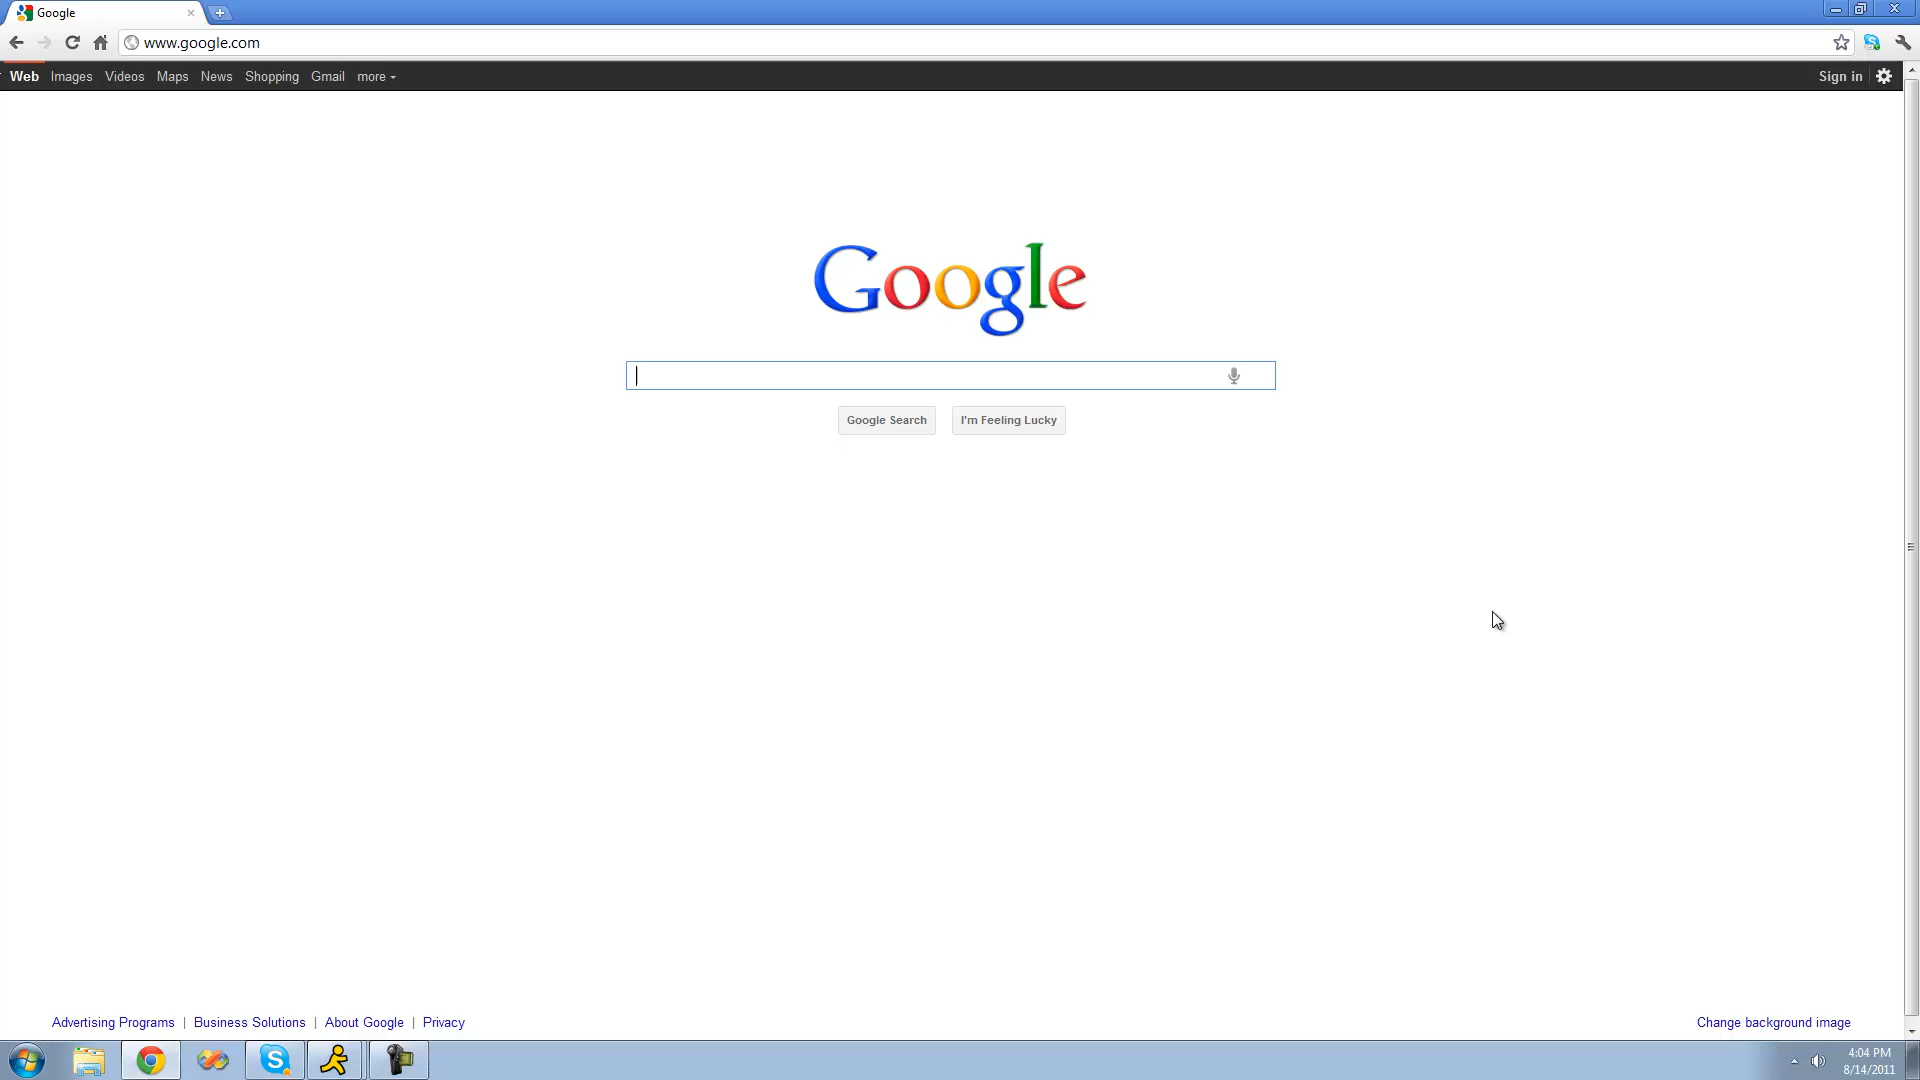 Google
www.google.com
Web Images Videos Maps News Shopping Gmail more Sign in
Google
Google Search I'm Feeling Lucky
Advertising Programs | Business Solutions | About Google | Privacy Change background image
4:04 PM
8/14/2011